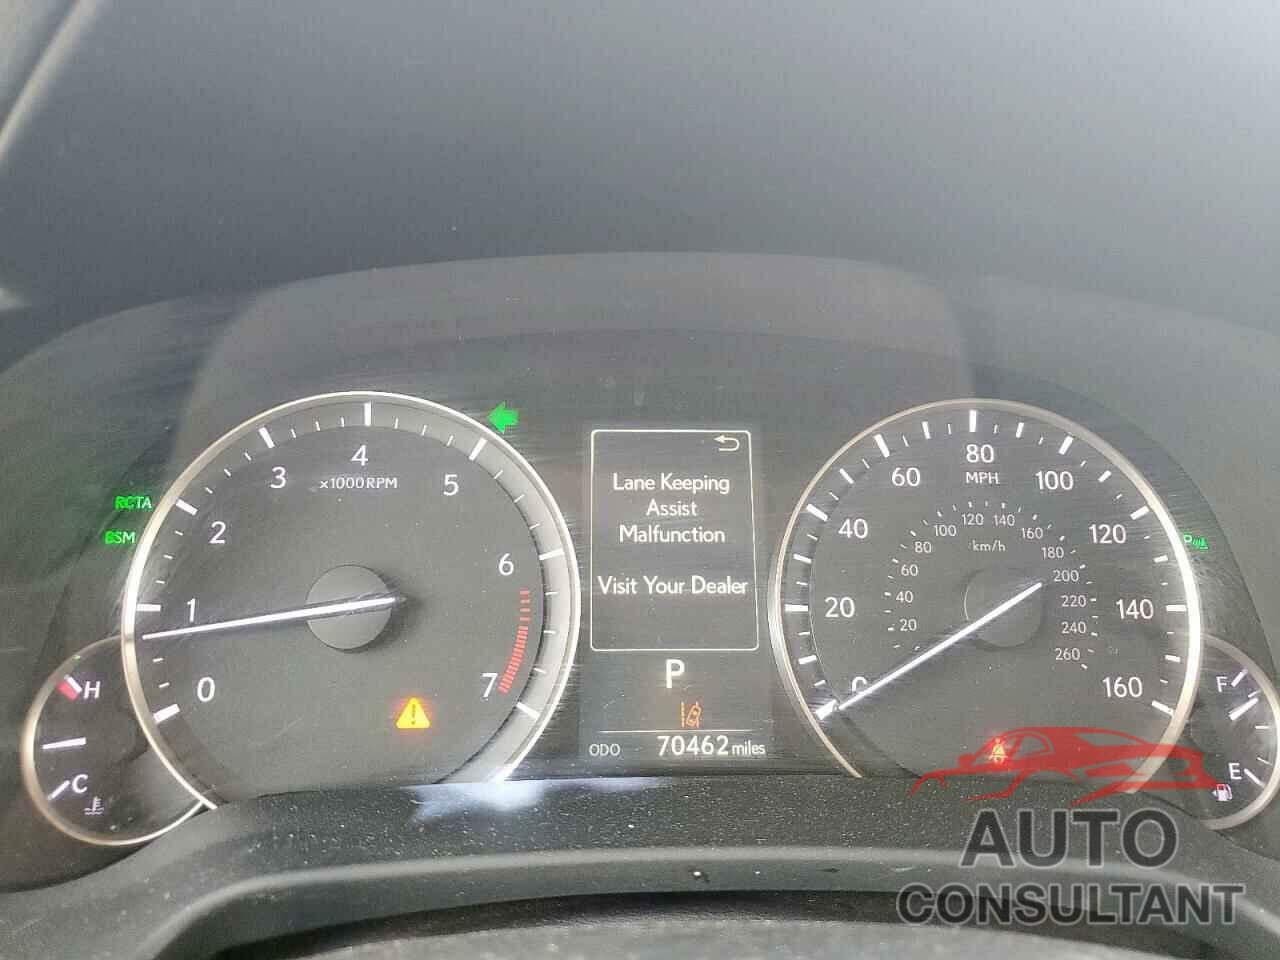 4
3
5
x1000RPM
RCTA
2
BSM
6
1
0
7
H
C
Lane Keeping
Assist
Malfunction
Visit Your Dealer
P
ODO 70462 miles
80
60
MPH
100
40
120
100
120
140
160
80
km/h
180
60
200
40
220
20
240
20
260
140
0
160
F
E
P
AUTO
CONSULTANT